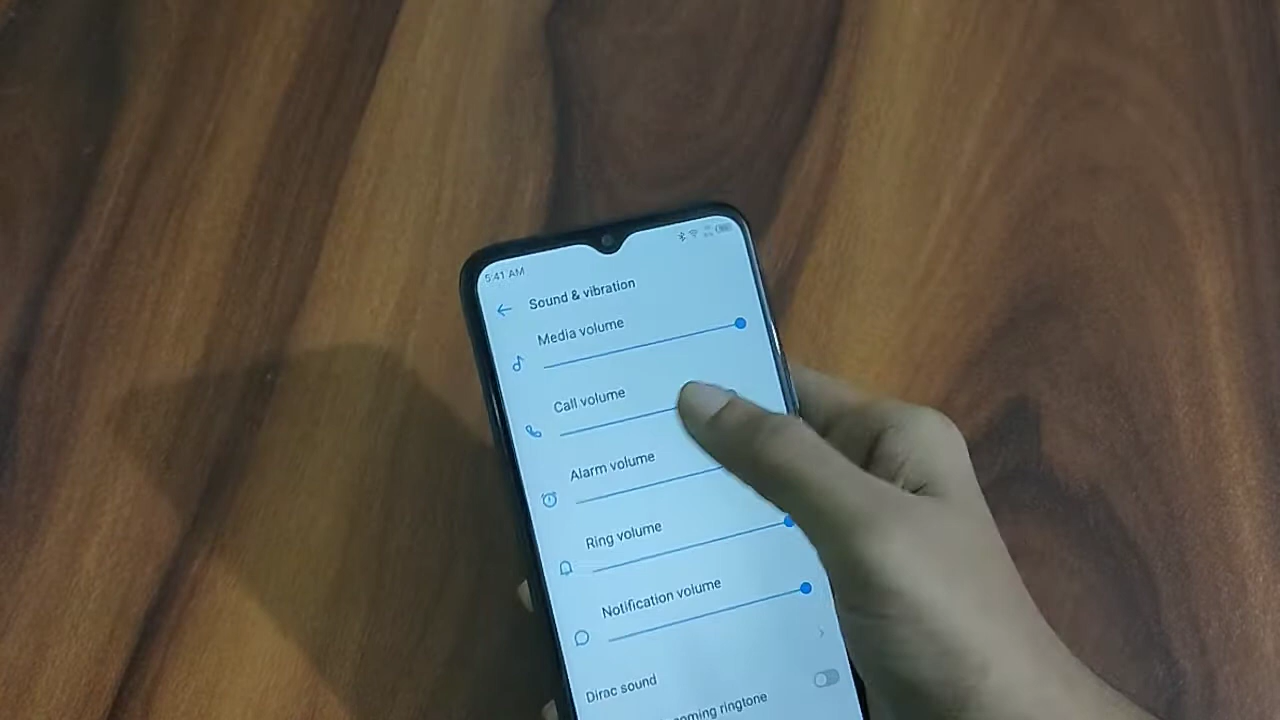 5:41 AM
Sound & vibration
Media volume
Call volume
Alarm volume
Ring volume
Notification volume
Dirac sound
ringtone